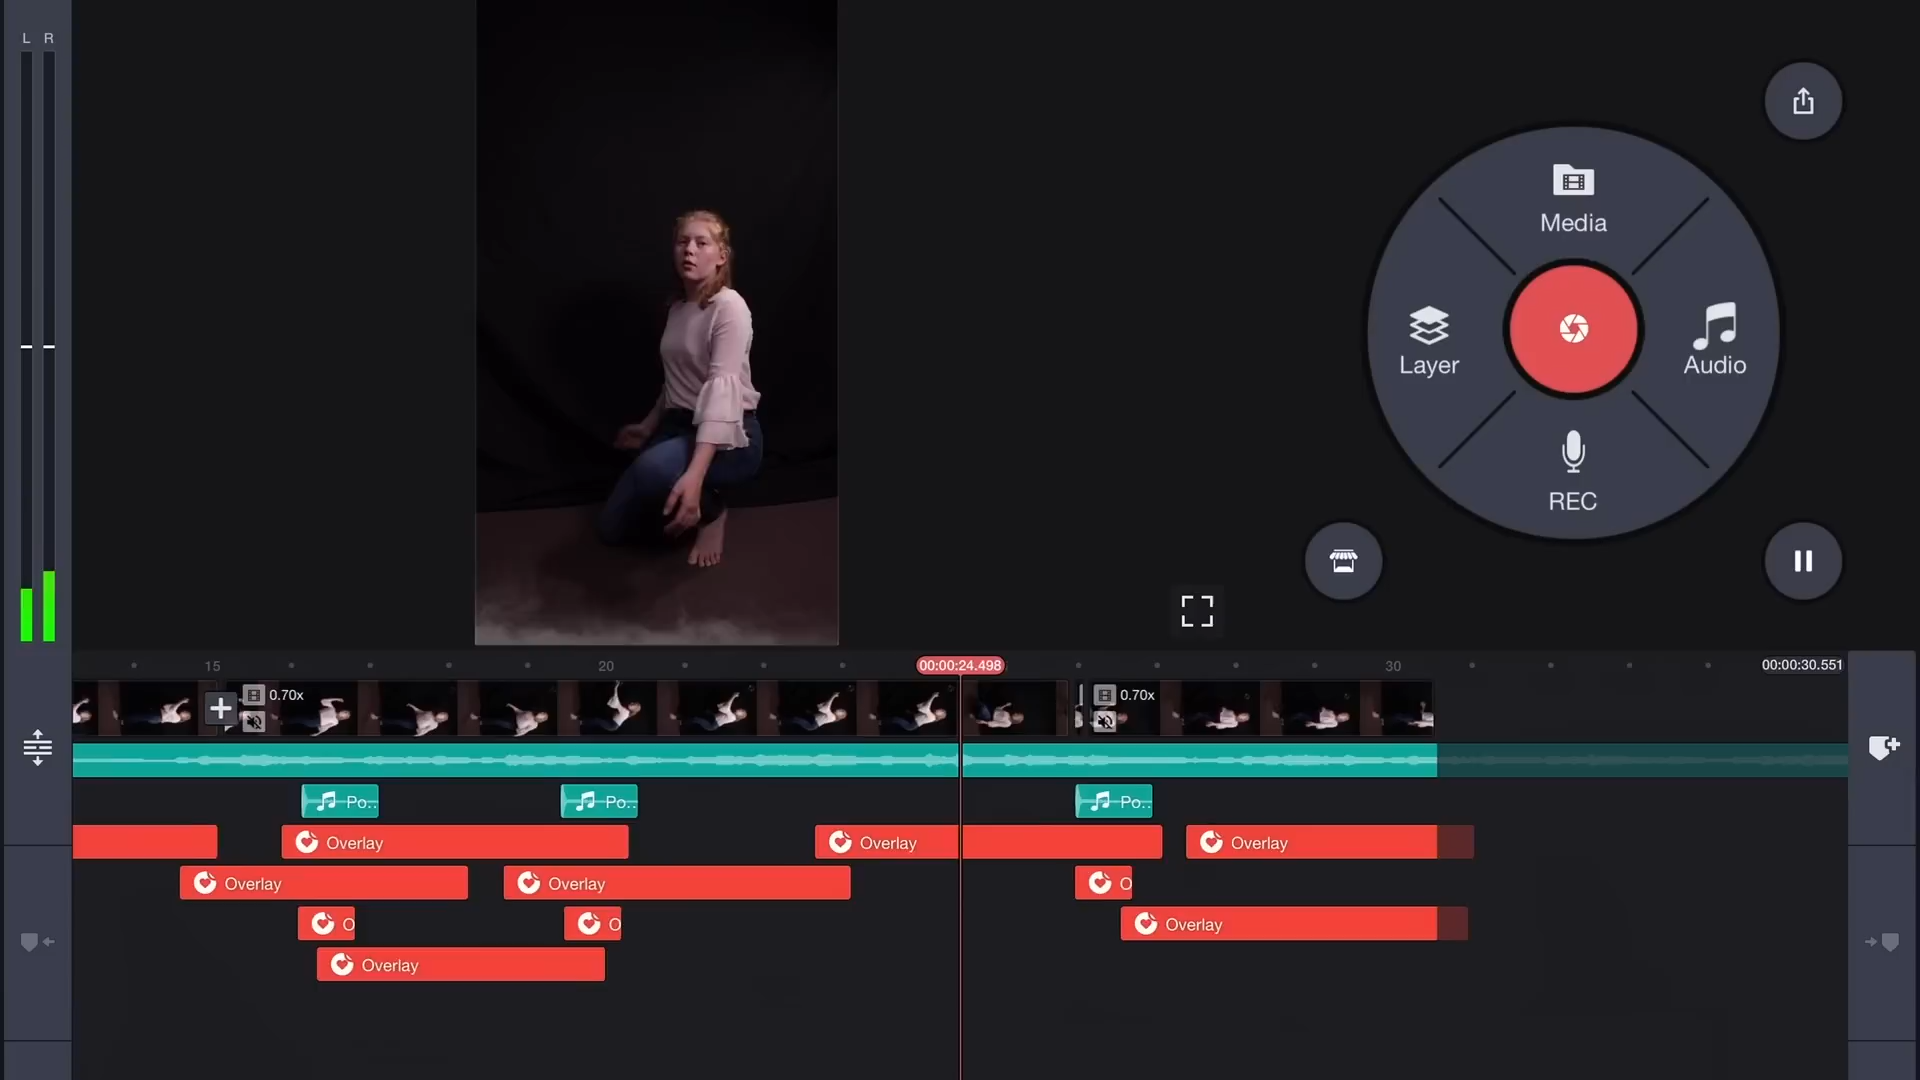 L R
Media
Layer
Audio
REC
15
20
00:00:24.498
30
00:00:30.551
0.70x
0.70x
Po..
Po..
Po..
Overlay
Overlay
Overlay
Overlay
Overlay
O
O
O
Overlay
Overlay